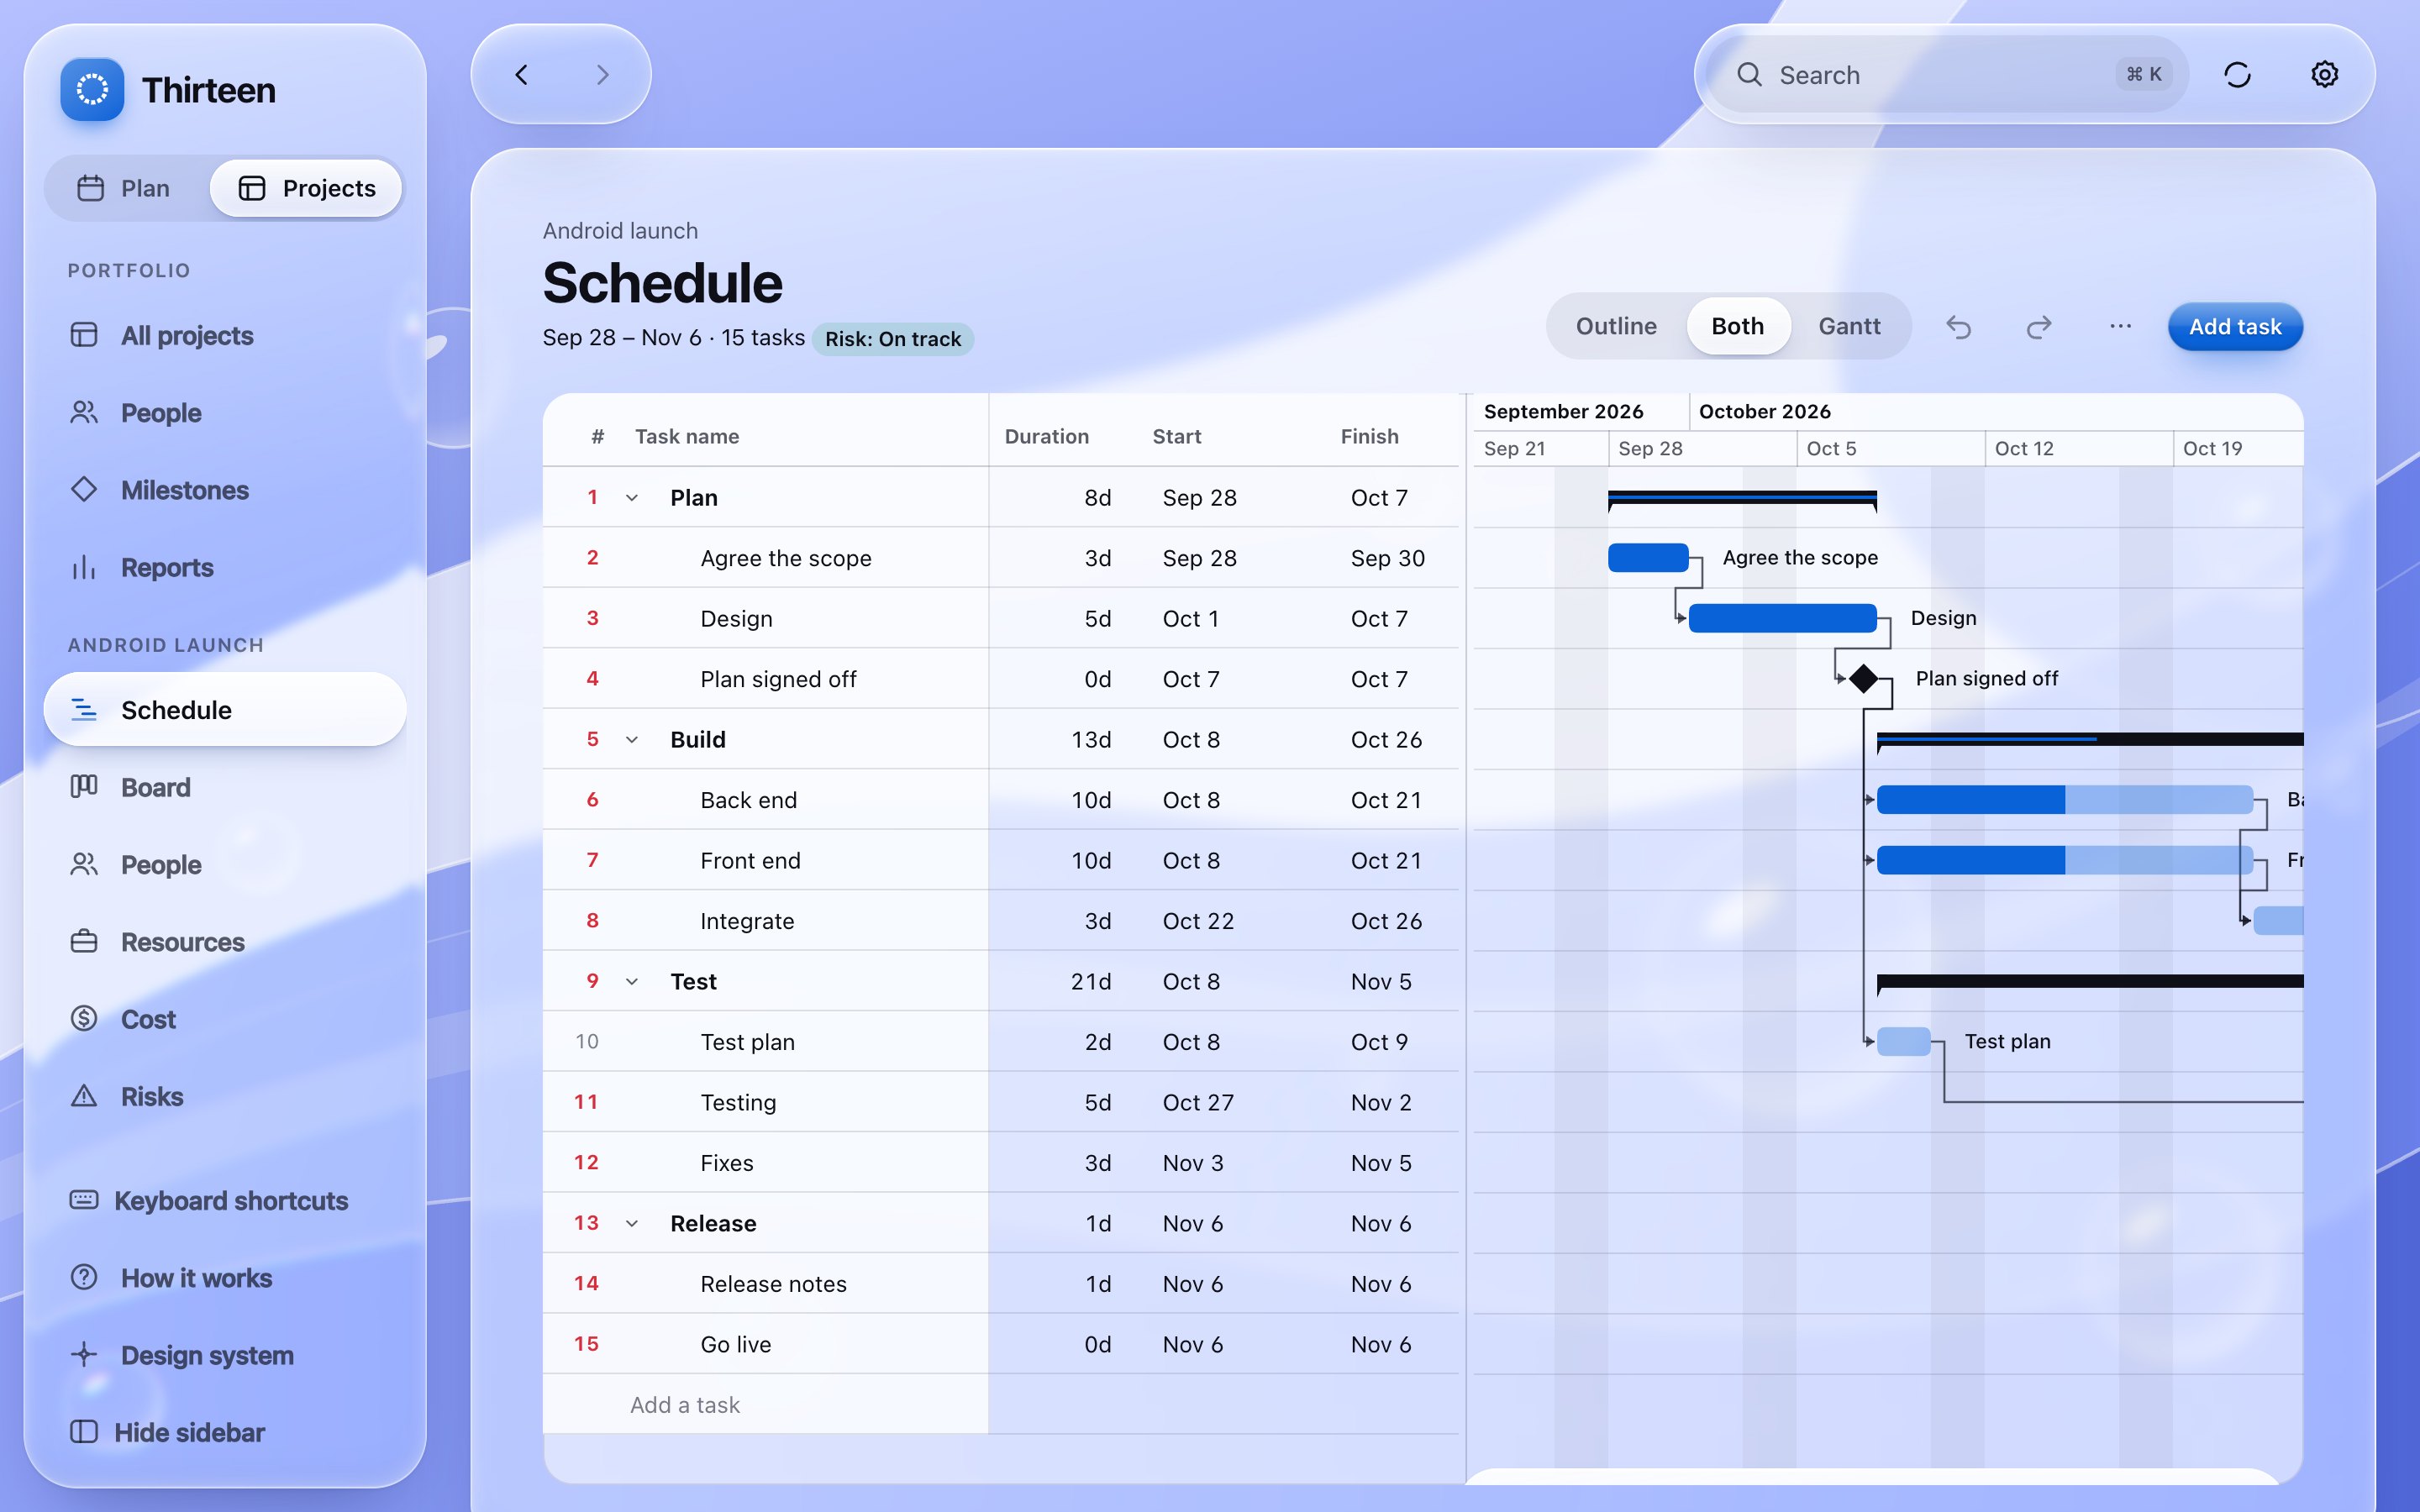 Thirteen
Plan Projects
PORTFOLIO
All projects
People
Milestones
Reports
ANDROID LAUNCH
Schedule
Board
People
Resources
Cost
Risks
Keyboard shortcuts
How it works
Design system
Hide sidebar
Search ⌘ K
Android launch
Schedule
Sep 28 – Nov 6 · 15 tasks Risk: On track
Outline Both Gantt ··· Add task
# Task name Duration Start Finish
1 Plan 8d Sep 28 Oct 7
2 Agree the scope 3d Sep 28 Sep 30
3 Design 5d Oct 1 Oct 7
4 Plan signed off 0d Oct 7 Oct 7
5 Build 13d Oct 8 Oct 26
6 Back end 10d Oct 8 Oct 21
7 Front end 10d Oct 8 Oct 21
8 Integrate 3d Oct 22 Oct 26
9 Test 21d Oct 8 Nov 5
10 Test plan 2d Oct 8 Oct 9
11 Testing 5d Oct 27 Nov 2
12 Fixes 3d Nov 3 Nov 5
13 Release 1d Nov 6 Nov 6
14 Release notes 1d Nov 6 Nov 6
15 Go live 0d Nov 6 Nov 6
Add a task
September 2026 October 2026
Sep 21 Sep 28 Oct 5 Oct 12 Oct 19
Agree the scope
Design
Plan signed off
Test plan